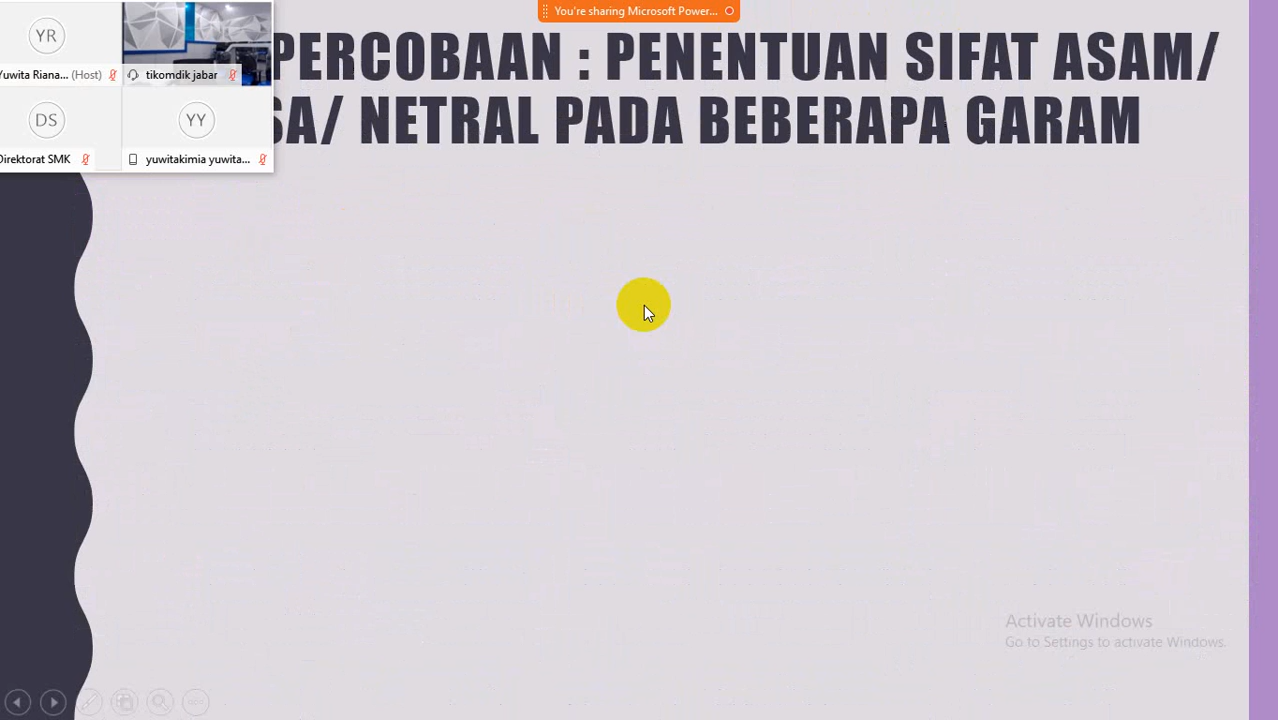 You're sharing Microsoft Power...
YR
Yuwita Riana... (Host)
tikomdik jabar
DS
Direktorat SMK
YY
yuwitakimia yuwita...
PERCOBAAN : PENENTUAN SIFAT ASAM/
SA/ NETRAL PADA BEBERAPA GARAM
Activate Windows
Go to Settings to activate Windows.